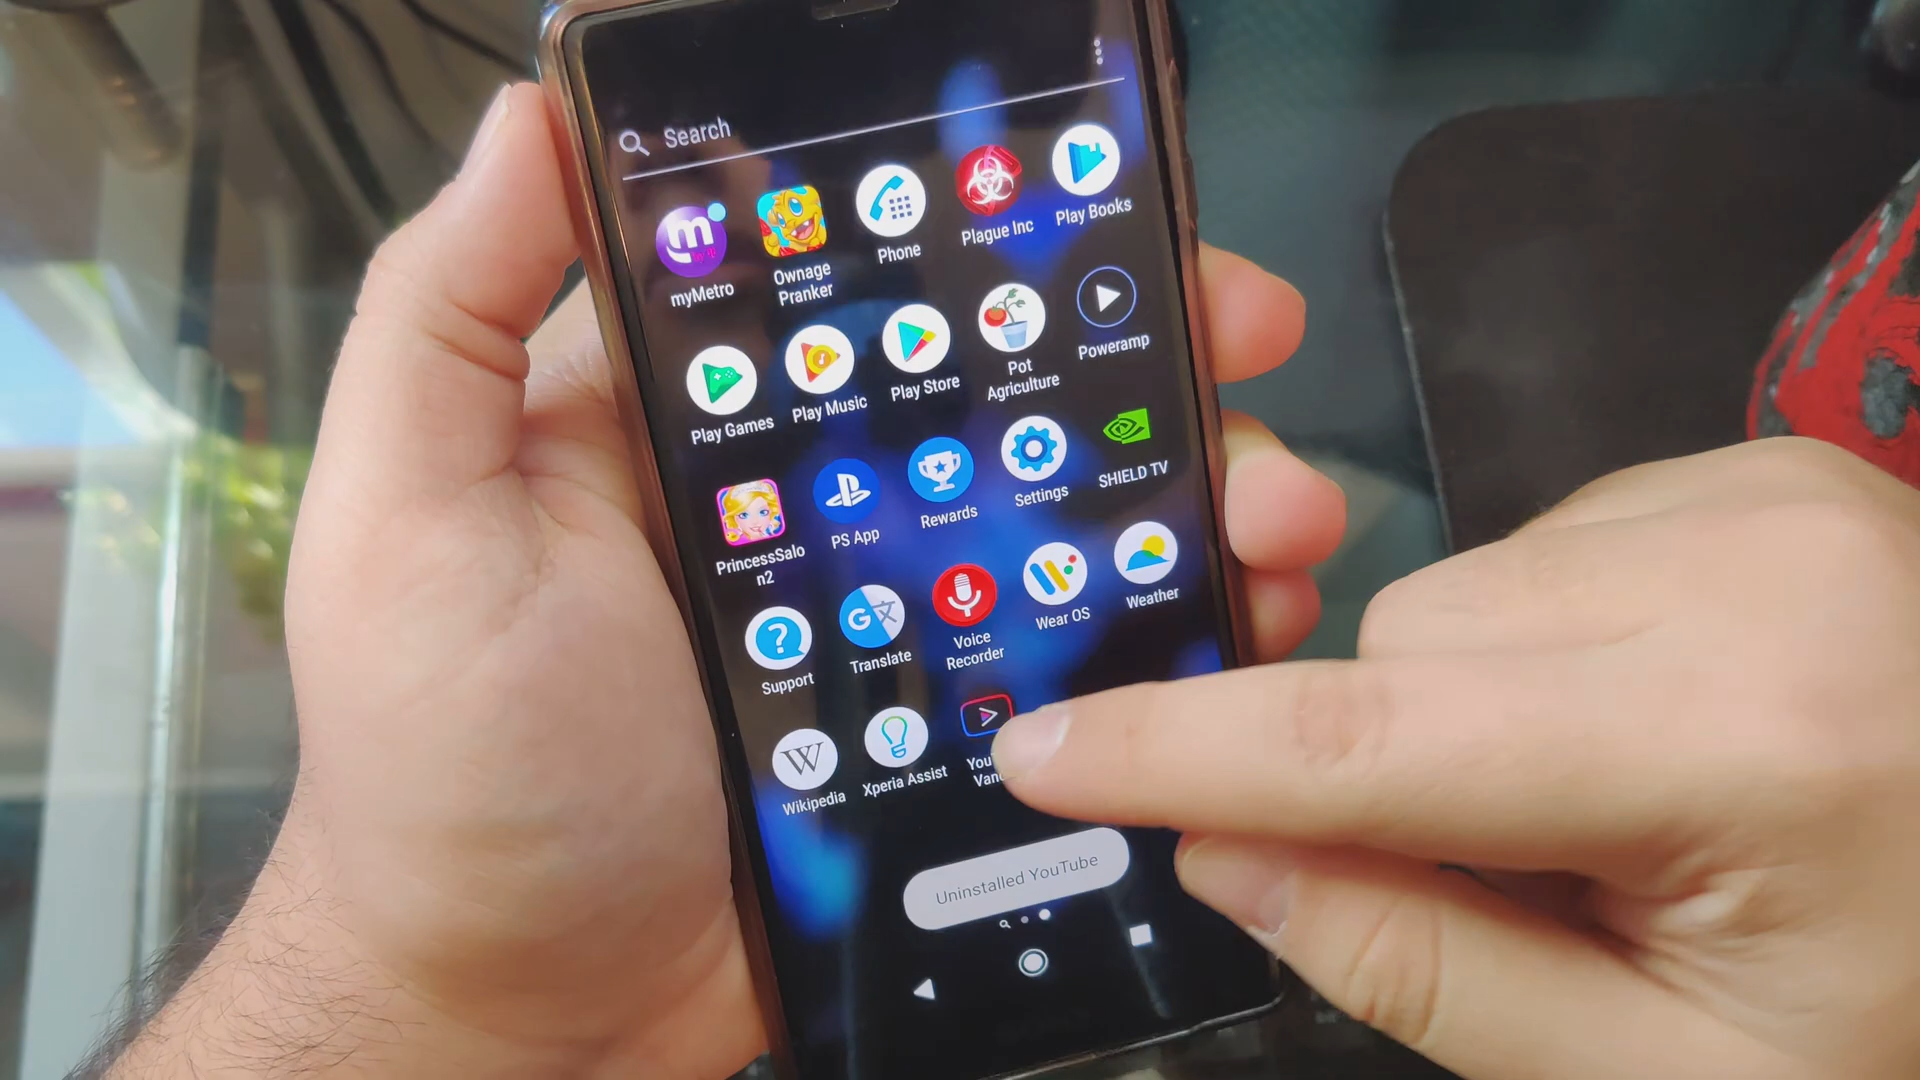 Search
myMetro
Ownage
Pranker
Phone
Plague Inc
Play Books
Play Games
Play Music
Play Store
Pot
Agriculture
Poweramp
PrincessSalo
n2
PS App
Rewards
Settings
SHIELD TV
Support
Translate
Voice
Recorder
Wear OS
Weather
Wikipedia
Xperia Assist
Uninstalled YouTube